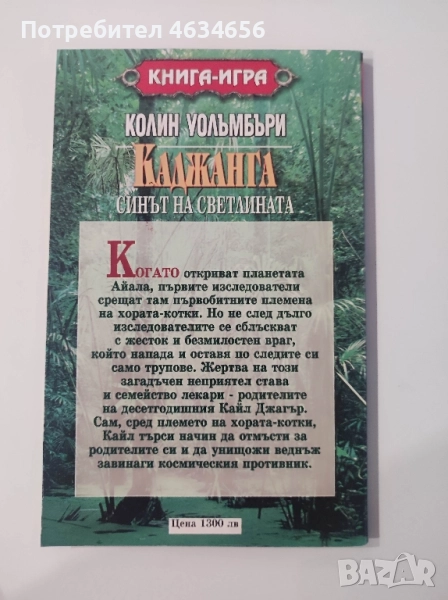 Потребител 4634656
КНИГА-ИГРА
КОЛИН УОЛЪМБЪРИ
КАДЖАНГА
СИНЪТ НА СВЕТЛИНАТА
КОГАТО откриват планетата
Айала, първите изследователи
срещат там първобитните племена
на хората-котки. Но не след дълго
изследователите се сблъскват
с жесток и безмилостен враг,
който напада и оставя по следите си
само трупове. Жертва на този
загадъчен неприятел става
и семейство лекари - родителите
на десетгодишния Кайл Джагър.
Сам, сред племето на хората-котки,
Кайл търси начин да отмъсти за
родителите си и да унищожи веднъж
завинаги космическия противник.
Цена 1300 лв
BAZAR